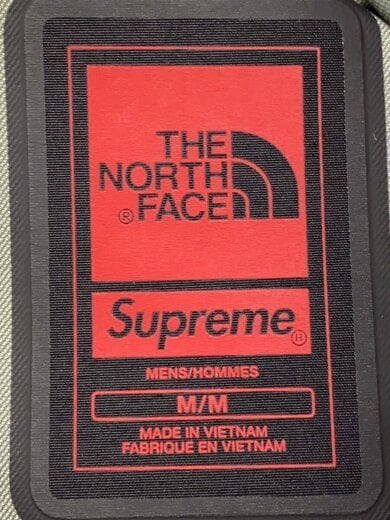 THE
NORTH
® FACE
Supreme ®
MENS/HOMMES
M/M
MADE IN VIETNAM
FABRIQUE EN VIETNAM